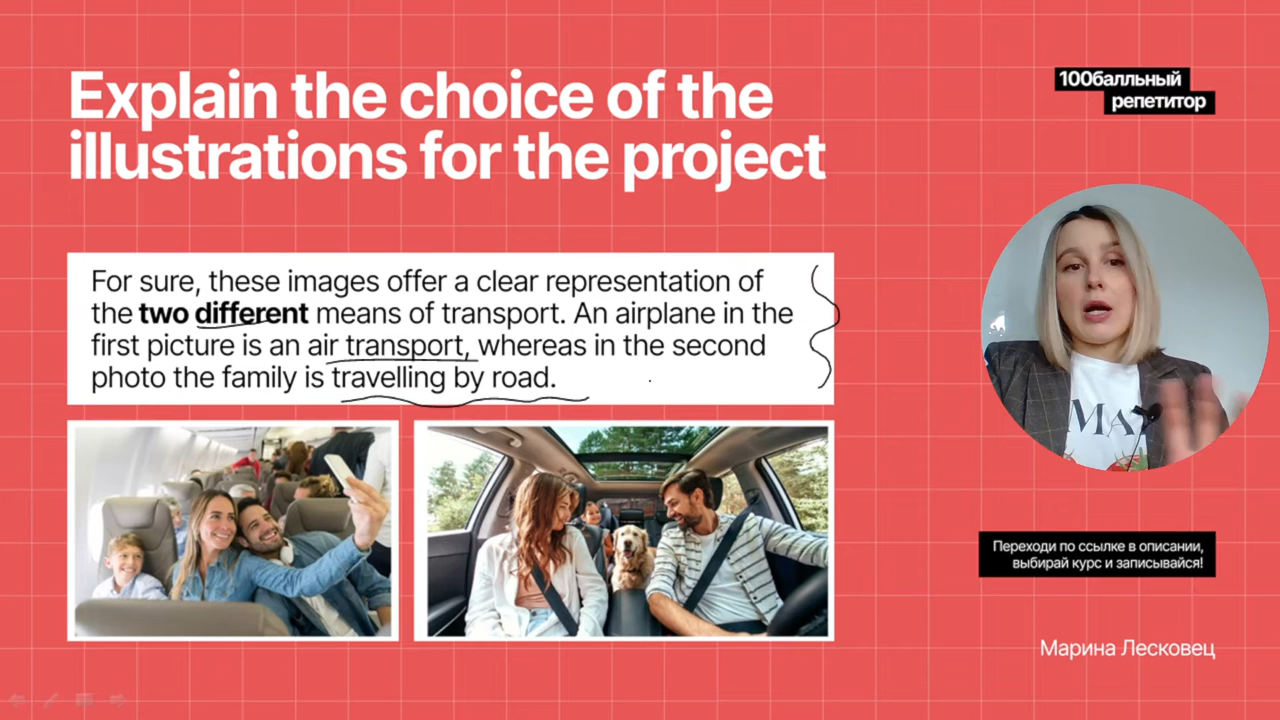 Explain the choice of the
illustrations for the project
100балльный
репетитор
For sure, these images offer a clear representation of
the two different means of transport. An airplane in the
first picture is an air transport, whereas in the second
photo the family is travelling by road.
MA
Переходи по ссылке в описании,
выбирай курс и записывайся!
Марина Лесковец